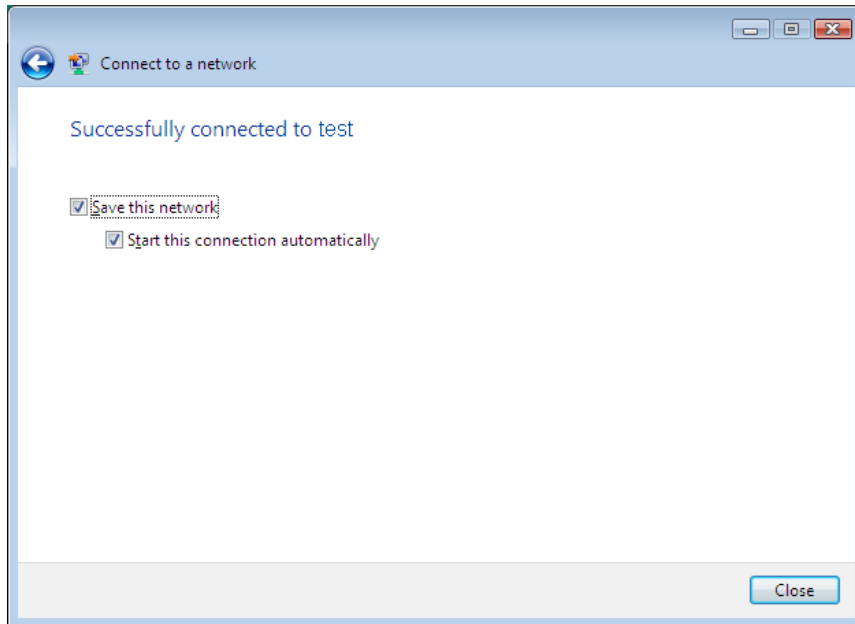 Connect to a network
Successfully connected to test
Save this network
Start this connection automatically
Close